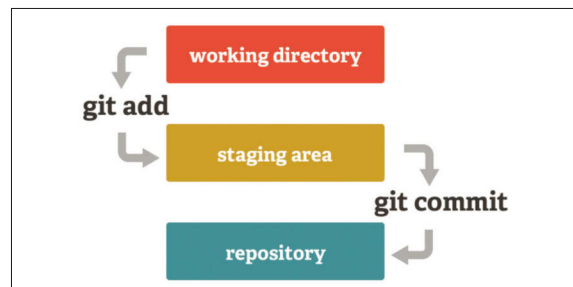 working directory
git add
staging area
git commit
repository